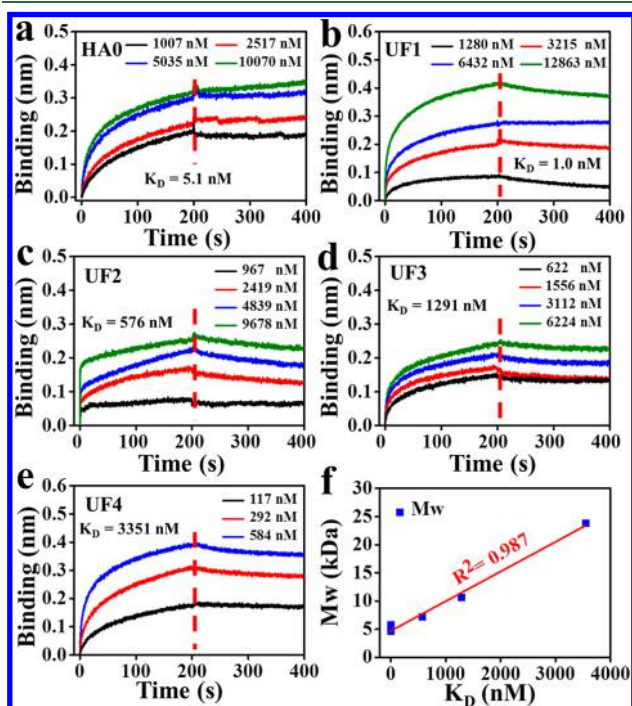 a HA0
1007 nM 2517 nM
5035 nM 10070 nM
K_D = 5.1 nM
Binding (nm)
0.4
0.3
0.2
0.1
0.0
0 100 200 300 400
Time (s)
b UF1
1280 nM 3215 nM
6432 nM 12863 nM
K_D = 1.0 nM
Binding (nm)
0.6
0.5
0.4
0.3
0.2
0.1
0.0
0 100 200 300 400
Time (s)
c UF2
967 nM
2419 nM
4839 nM
9678 nM
K_D = 576 nM
Binding (nm)
0.5
0.4
0.3
0.2
0.1
0.0
0 100 200 300 400
Time (s)
d UF3
622 nM
1556 nM
3112 nM
6224 nM
K_D = 1291 nM
Binding (nm)
0.5
0.4
0.3
0.2
0.1
0.0
0 100 200 300 400
Time (s)
e UF4
117 nM
292 nM
584 nM
K_D = 3351 nM
Binding (nm)
0.5
0.4
0.3
0.2
0.1
0.0
0 100 200 300 400
Time (s)
f
Mw
R² = 0.987
Mw (kDa)
30
25
20
15
10
5
0
0 1000 2000 3000 4000
K_D (nM)